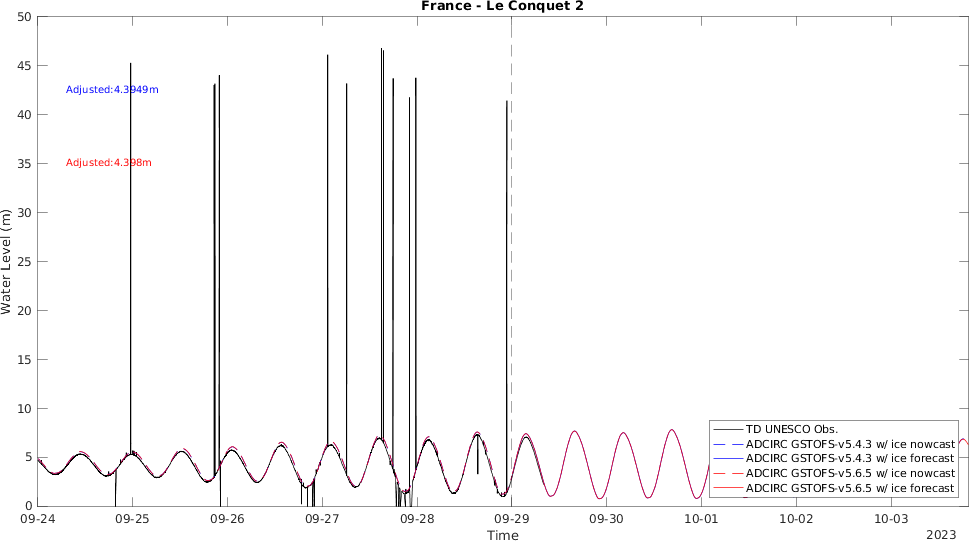 France - Le Conquet 2
50
45
40
35
30
25
20
15
10
5
0
Water Level (m)
Adjusted:4.3949m
Adjusted:4.398m
TD UNESCO Obs.
ADCIRC GSTOFS-v5.4.3 w/ ice nowcast
ADCIRC GSTOFS-v5.4.3 w/ ice forecast
ADCIRC GSTOFS-v5.6.5 w/ ice nowcast
ADCIRC GSTOFS-v5.6.5 w/ ice forecast
09-24 09-25 09-26 09-27 09-28 09-29 09-30 10-01 10-02 10-03
Time
2023